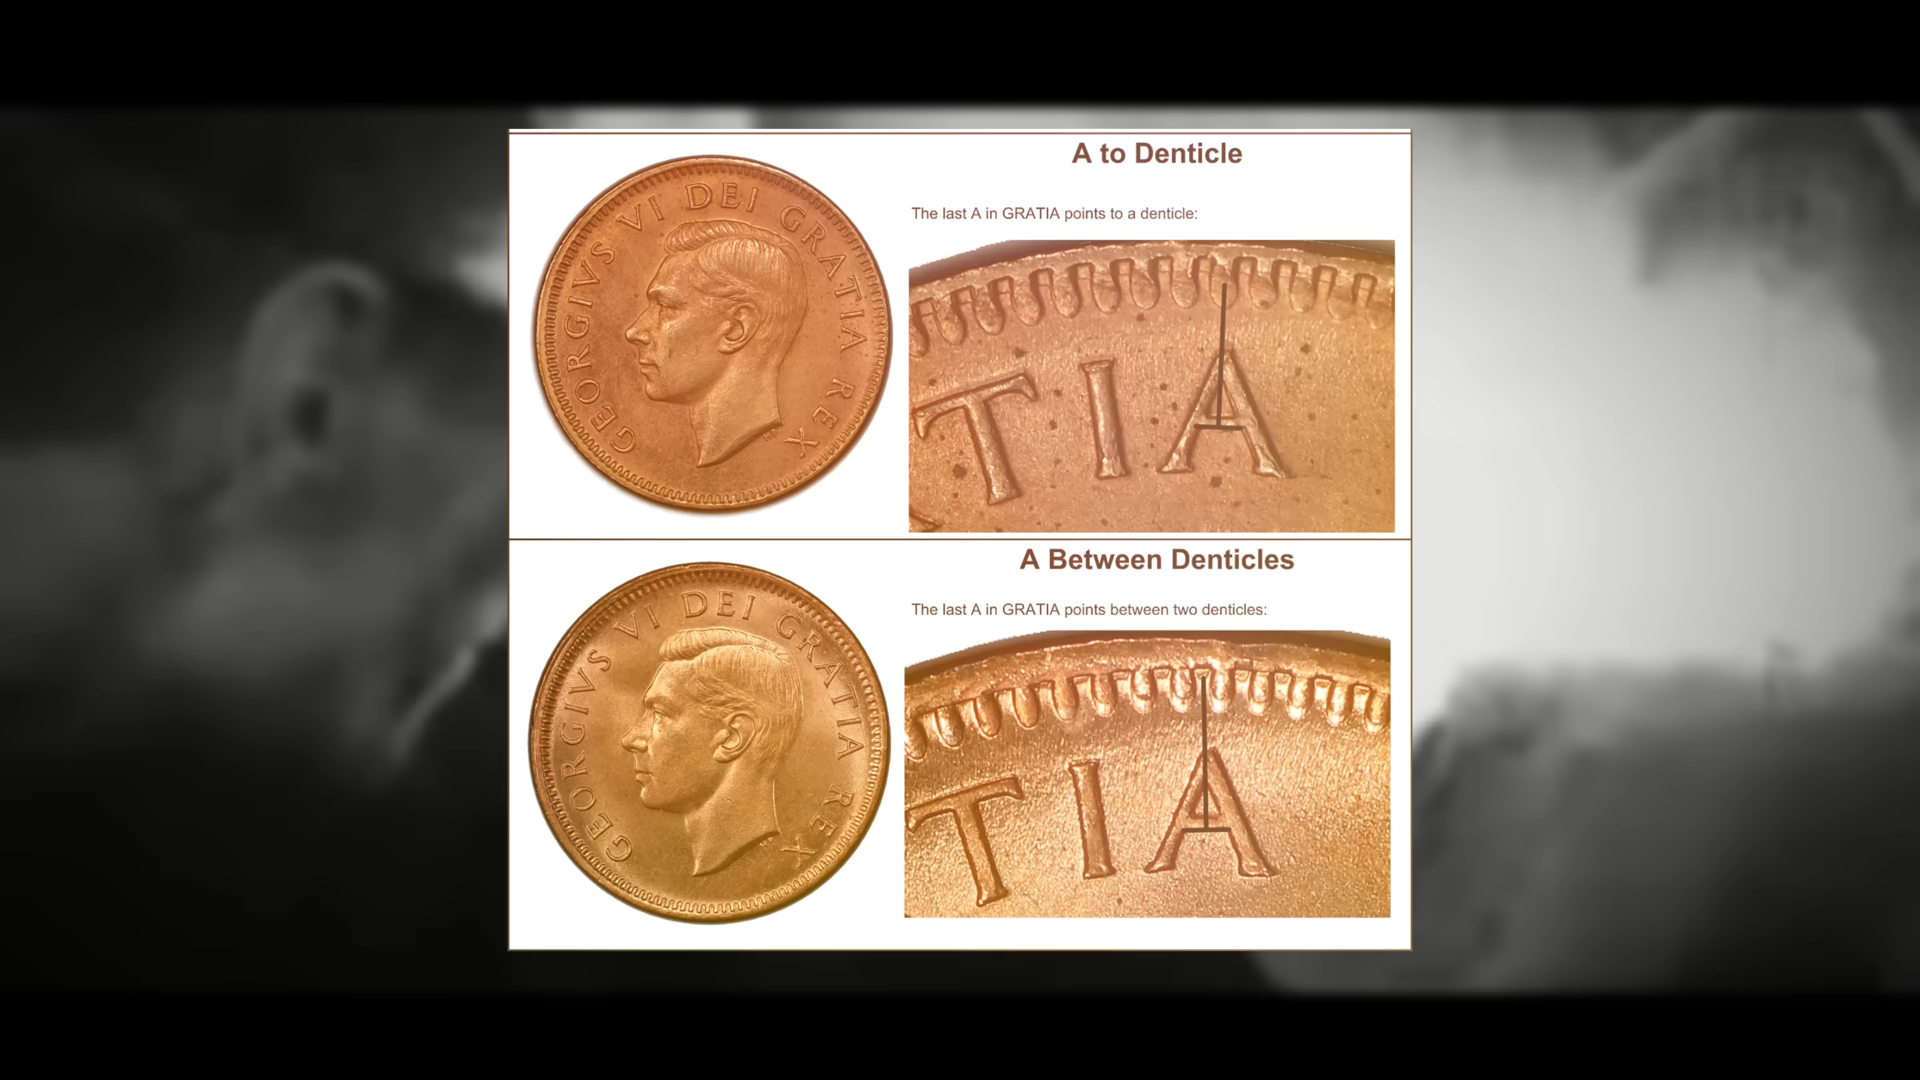 A to Denticle
The last A in GRATIA points to a denticle:
GEORGIVS VI DEI GRATIA REX
TIA
A Between Denticles
The last A in GRATIA points between two denticles:
GEORGIVS VI DEI GRATIA REX
TIA